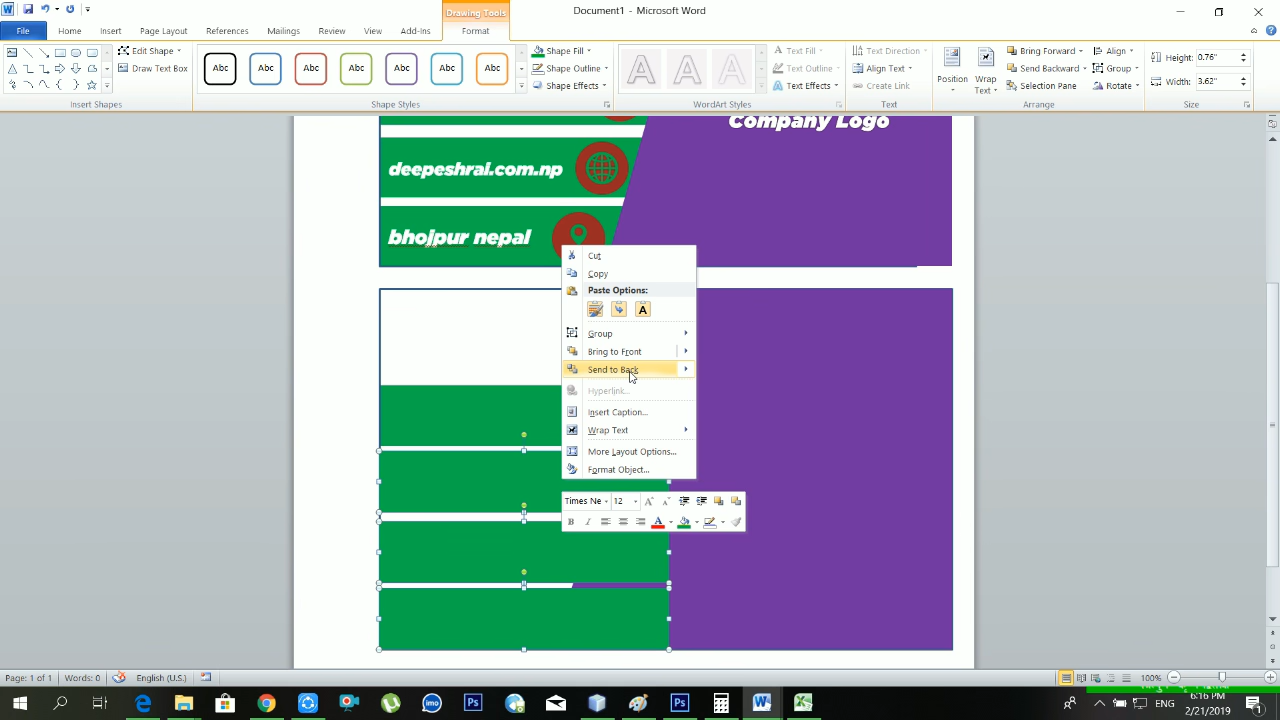 Drawing Tools
Document1 - Microsoft Word
File Home Insert Page Layout References Mailings Review View Add-Ins Format
Edit Shape
Draw Text Box
Insert Shapes
Abc Abc Abc Abc Abc Abc Abc
Shape Styles
Shape Fill
Shape Outline
Shape Effects
WordArt Styles
Text Fill
Text Outline
Text Effects
Text Direction
Align Text
Create Link
Text
Position
Wrap Text
Bring Forward
Send Backward
Selection Pane
Align
Group
Rotate
Arrange
Height: 0.76"
Width: 3.62"
Size
Company Logo
deepeshral.com.np
bhojpur nepal
Cut
Copy
Paste Options:
Group
Bring to Front
Send to Back
Hyperlink...
Insert Caption...
Wrap Text
More Layout Options...
Format Object...
Times Ne 12
Page: 1 of 1 Words: 0 English (U.S.) 100%
ENG
6:16 PM
2/21/2019